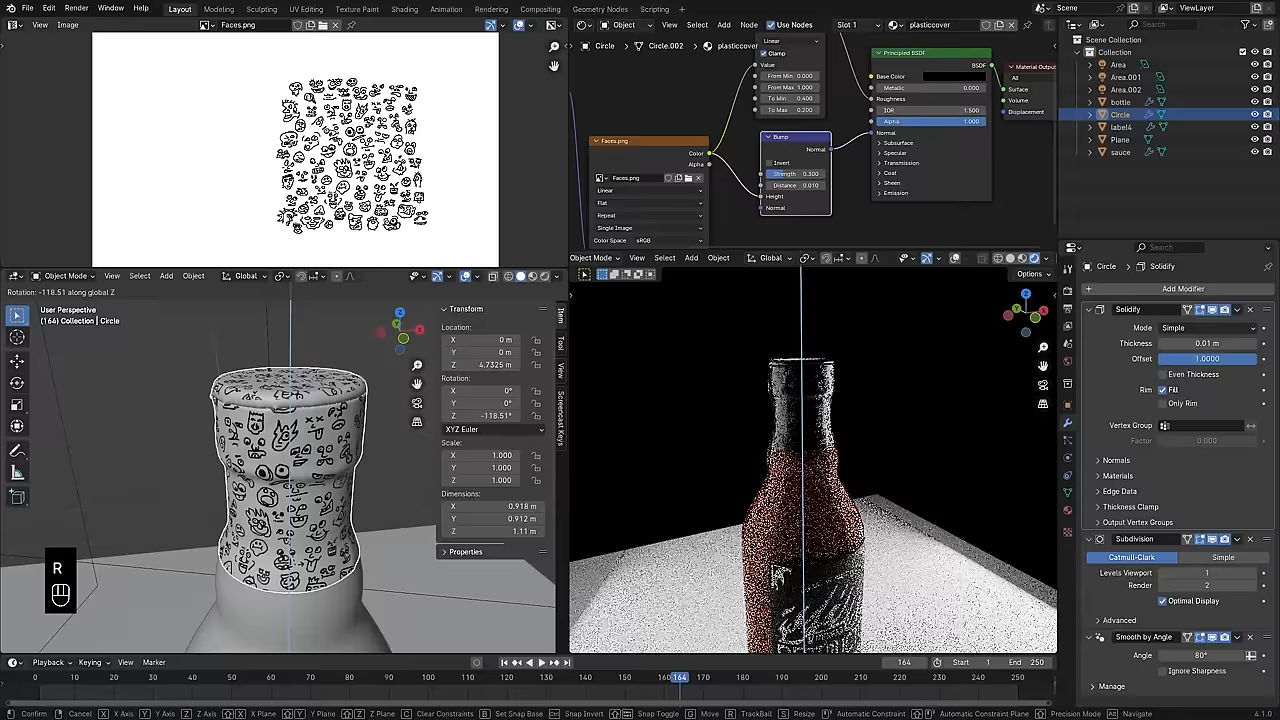 File Edit Render Window Help Layout Modeling Sculpting UV Editing Texture Paint Shading Animation Rendering Compositing Geometry Nodes Scripting + Scene ViewLayer
View Image Faces.png Object View Select Add Node Use Nodes Slot 1 plasticcover Search
Circle > Circle.002 > plasticcover
Scene Collection
Collection
Area
Area.001
Area.002
bottle
Circle
label4
Plane
sauce
Linear
Clamp
Value
From Min 0.000
From Max 1.000
To Min 0.400
To Max 0.200
Principled BSDF
BSDF
Base Color
Metallic 0.000
Roughness
IOR 1.500
Alpha 1.000
Normal
Subsurface
Specular
Transmission
Coat
Sheen
Emission
Material Output
All
Surface
Volume
Displacement
Faces.png
Color
Alpha
Faces.png
Linear
Flat
Repeat
Single Image
Color Space sRGB
Bump
Normal
Invert
Strength 0.300
Distance 0.010
Height
Normal
Object Mode View Select Add Object Global
Rotation: -118.51 along global Z
User Perspective
(164) Collection | Circle
Transform
Location:
X 0 m
Y 0 m
Z 4.7325 m
Rotation:
X 0°
Y 0°
Z -118.51°
XYZ Euler
Scale:
X 1.000
Y 1.000
Z 1.000
Dimensions:
X 0.918 m
Y 0.912 m
Z 1.11 m
Properties
Item
Tool
View
Screencast Keys
R
Object Mode View Select Add Object Global
Options
Search
Circle > Solidify
Add Modifier
Solidify
Mode Simple
Thickness 0.01 m
Offset 1.0000
Even Thickness
Rim Fill
Only Rim
Vertex Group
Factor 0.000
Normals
Materials
Edge Data
Thickness Clamp
Output Vertex Groups
Subdivision
Catmull-Clark Simple
Levels Viewport 1
Render 2
Optimal Display
Advanced
Smooth by Angle
Angle 80°
Ignore Sharpness
Manage
Playback Keying View Marker 164 Start 1 End 250
0 10 20 30 40 50 60 70 80 90 100 110 120 130 140 150 160 164 170 180 190 200 210 220 230 240 250
Confirm Cancel X X Axis Y Y Axis Z Z Axis X X Plane Y Y Plane Z Z Plane C Clear Constraints B Set Snap Base Snap Invert Snap Toggle G Move R TrackBall S Resize Automatic Constraint Automatic Constraint Plane Precision Mode Navigate 4.1.0